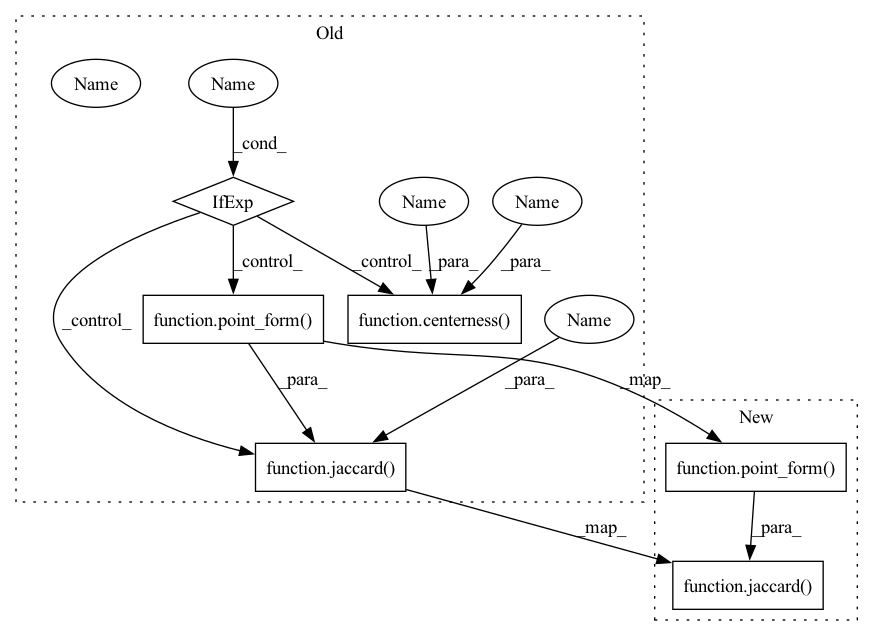 Old
Name
Name
_cond_
IfExp
Name
Name
_control_
_control_
_para_
_para_
_control_
function.point_form()
function.centerness()
Name
_para_
_para_
_map_
New
function.jaccard()
function.point_form()
_map_
_para_
function.jaccard()